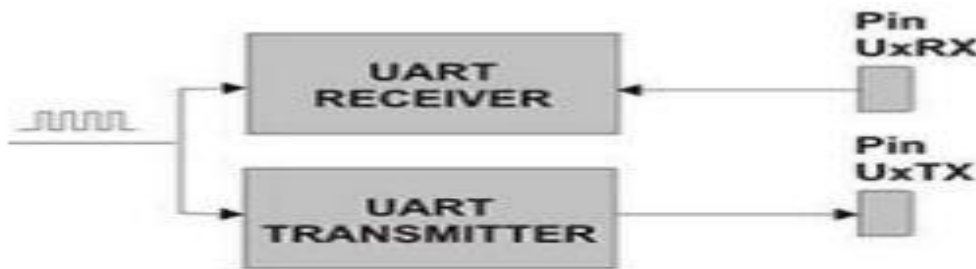 UART
RECEIVER
Pin
UxRX
UART
TRANSMITTER
Pin
UxTX